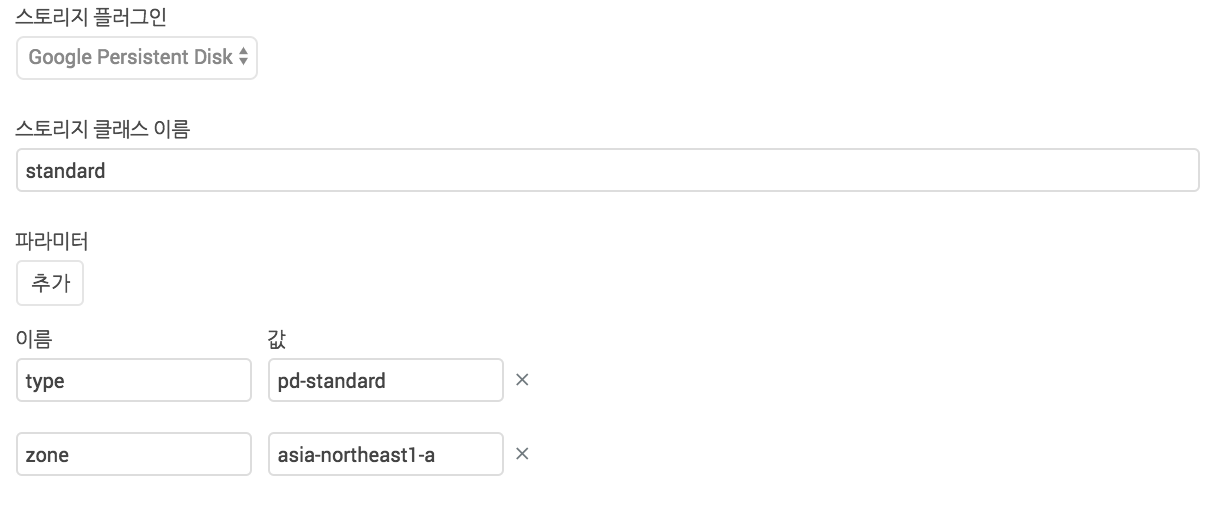 스토리지 플러그인
Google Persistent Disk
스토리지 클래스 이름
standard
파라미터
추가
이름 값
type pd-standard
zone asia-northeast1-a